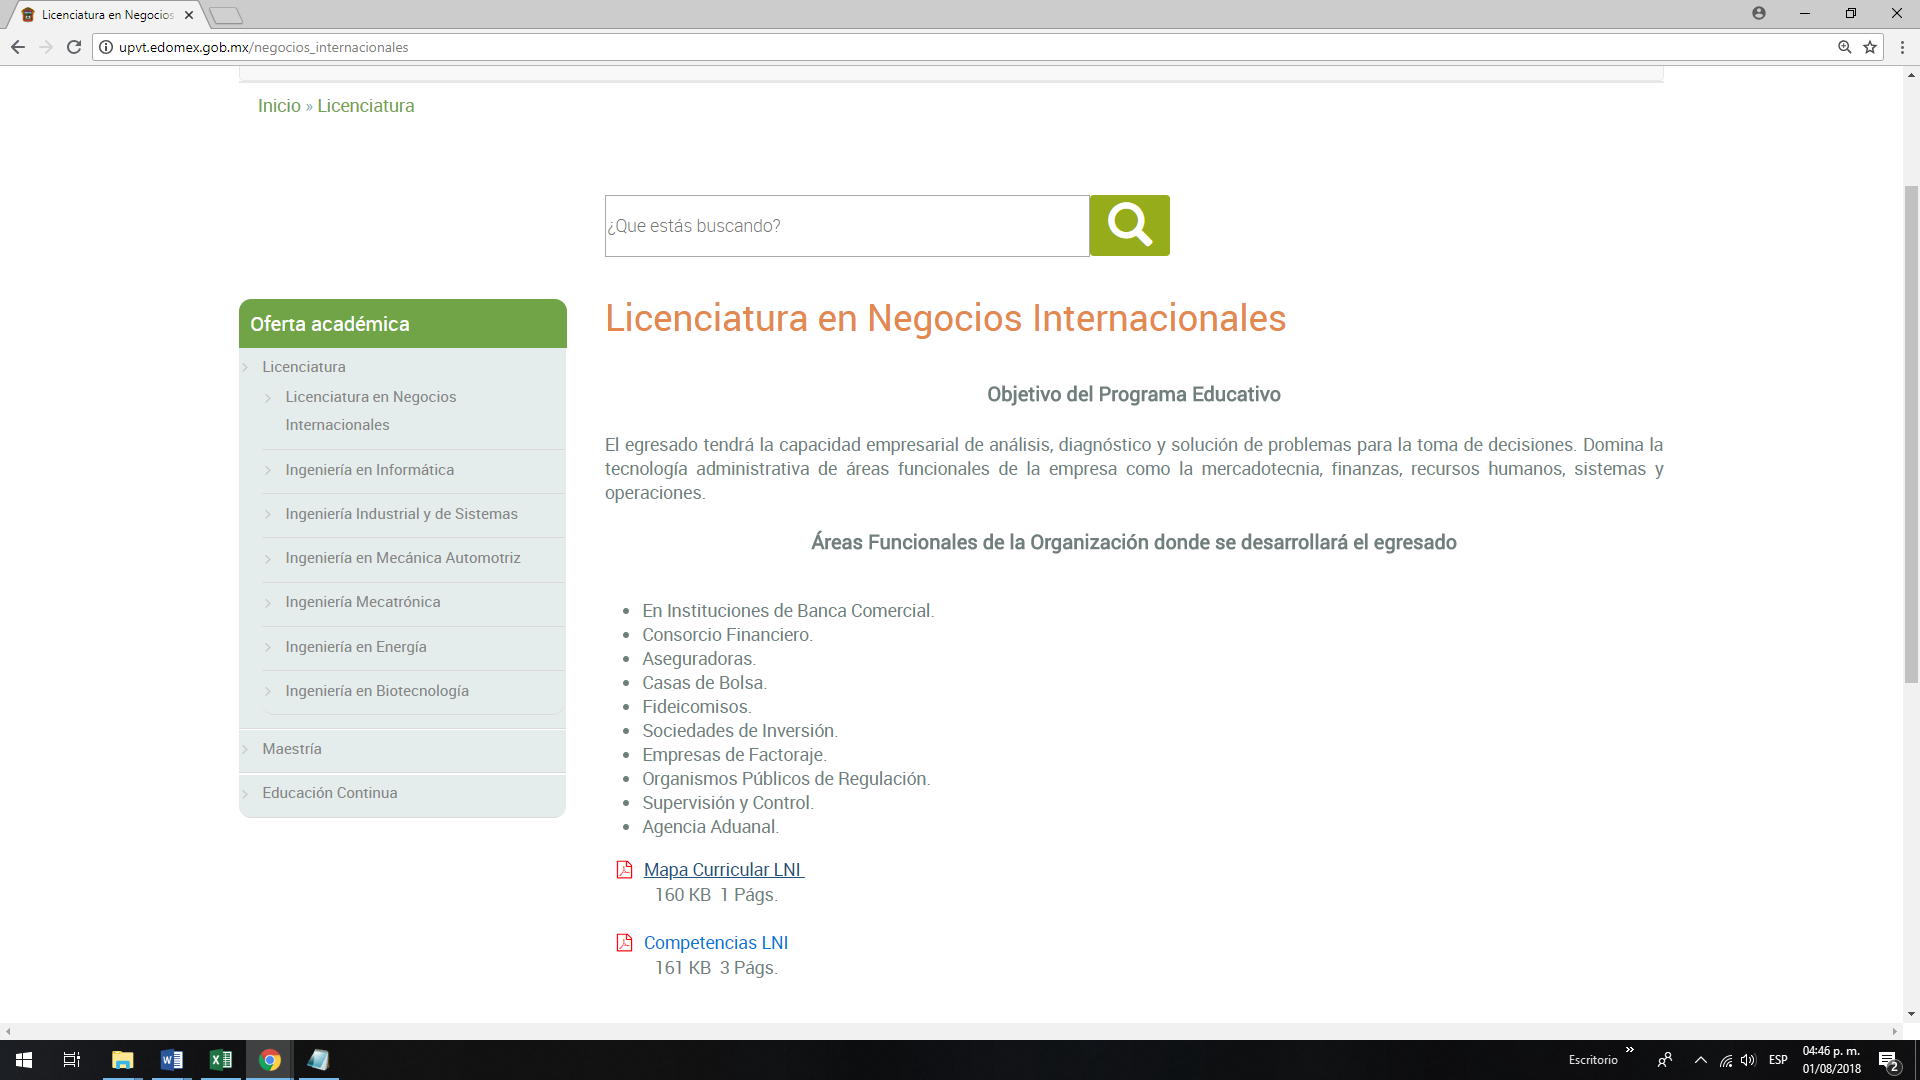 Licenciatura en Negocios
upvt.edomex.gob.mx/negocios_internacionales
Inicio » Licenciatura
¿Que estás buscando?
Oferta académica
Licenciatura
Licenciatura en Negocios
Internacionales
Ingeniería en Informática
Ingeniería Industrial y de Sistemas
Ingeniería en Mecánica Automotriz
Ingeniería Mecatrónica
Ingeniería en Energía
Ingeniería en Biotecnología
Maestría
Educación Continua
Licenciatura en Negocios Internacionales
Objetivo del Programa Educativo
El egresado tendrá la capacidad empresarial de análisis, diagnóstico y solución de problemas para la toma de decisiones. Domina la
tecnología administrativa de áreas funcionales de la empresa como la mercadotecnia, finanzas, recursos humanos, sistemas y
operaciones.
Áreas Funcionales de la Organización donde se desarrollará el egresado
• En Instituciones de Banca Comercial.
• Consorcio Financiero.
• Aseguradoras.
• Casas de Bolsa.
• Fideicomisos.
• Sociedades de Inversión.
• Empresas de Factoraje.
• Organismos Públicos de Regulación.
• Supervisión y Control.
• Agencia Aduanal.
Mapa Curricular LNI
160 KB 1 Págs.
Competencias LNI
161 KB 3 Págs.
Escritorio
ESP
04:46 p. m.
01/08/2018
2